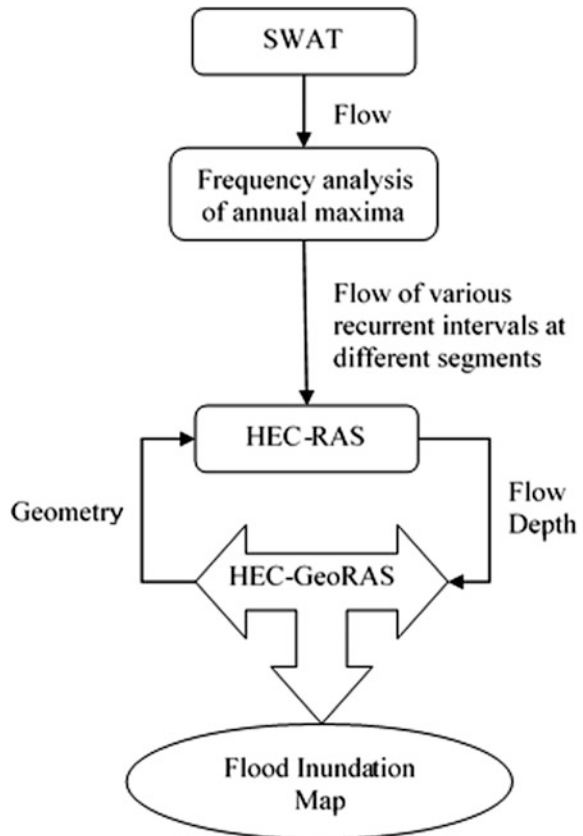 SWAT
Flow
Frequency analysis
of annual maxima
Flow of various
recurrent intervals at
different segments
HEC-RAS
Geometry
Flow
Depth
HEC-GeoRAS
Flood Inundation
Map